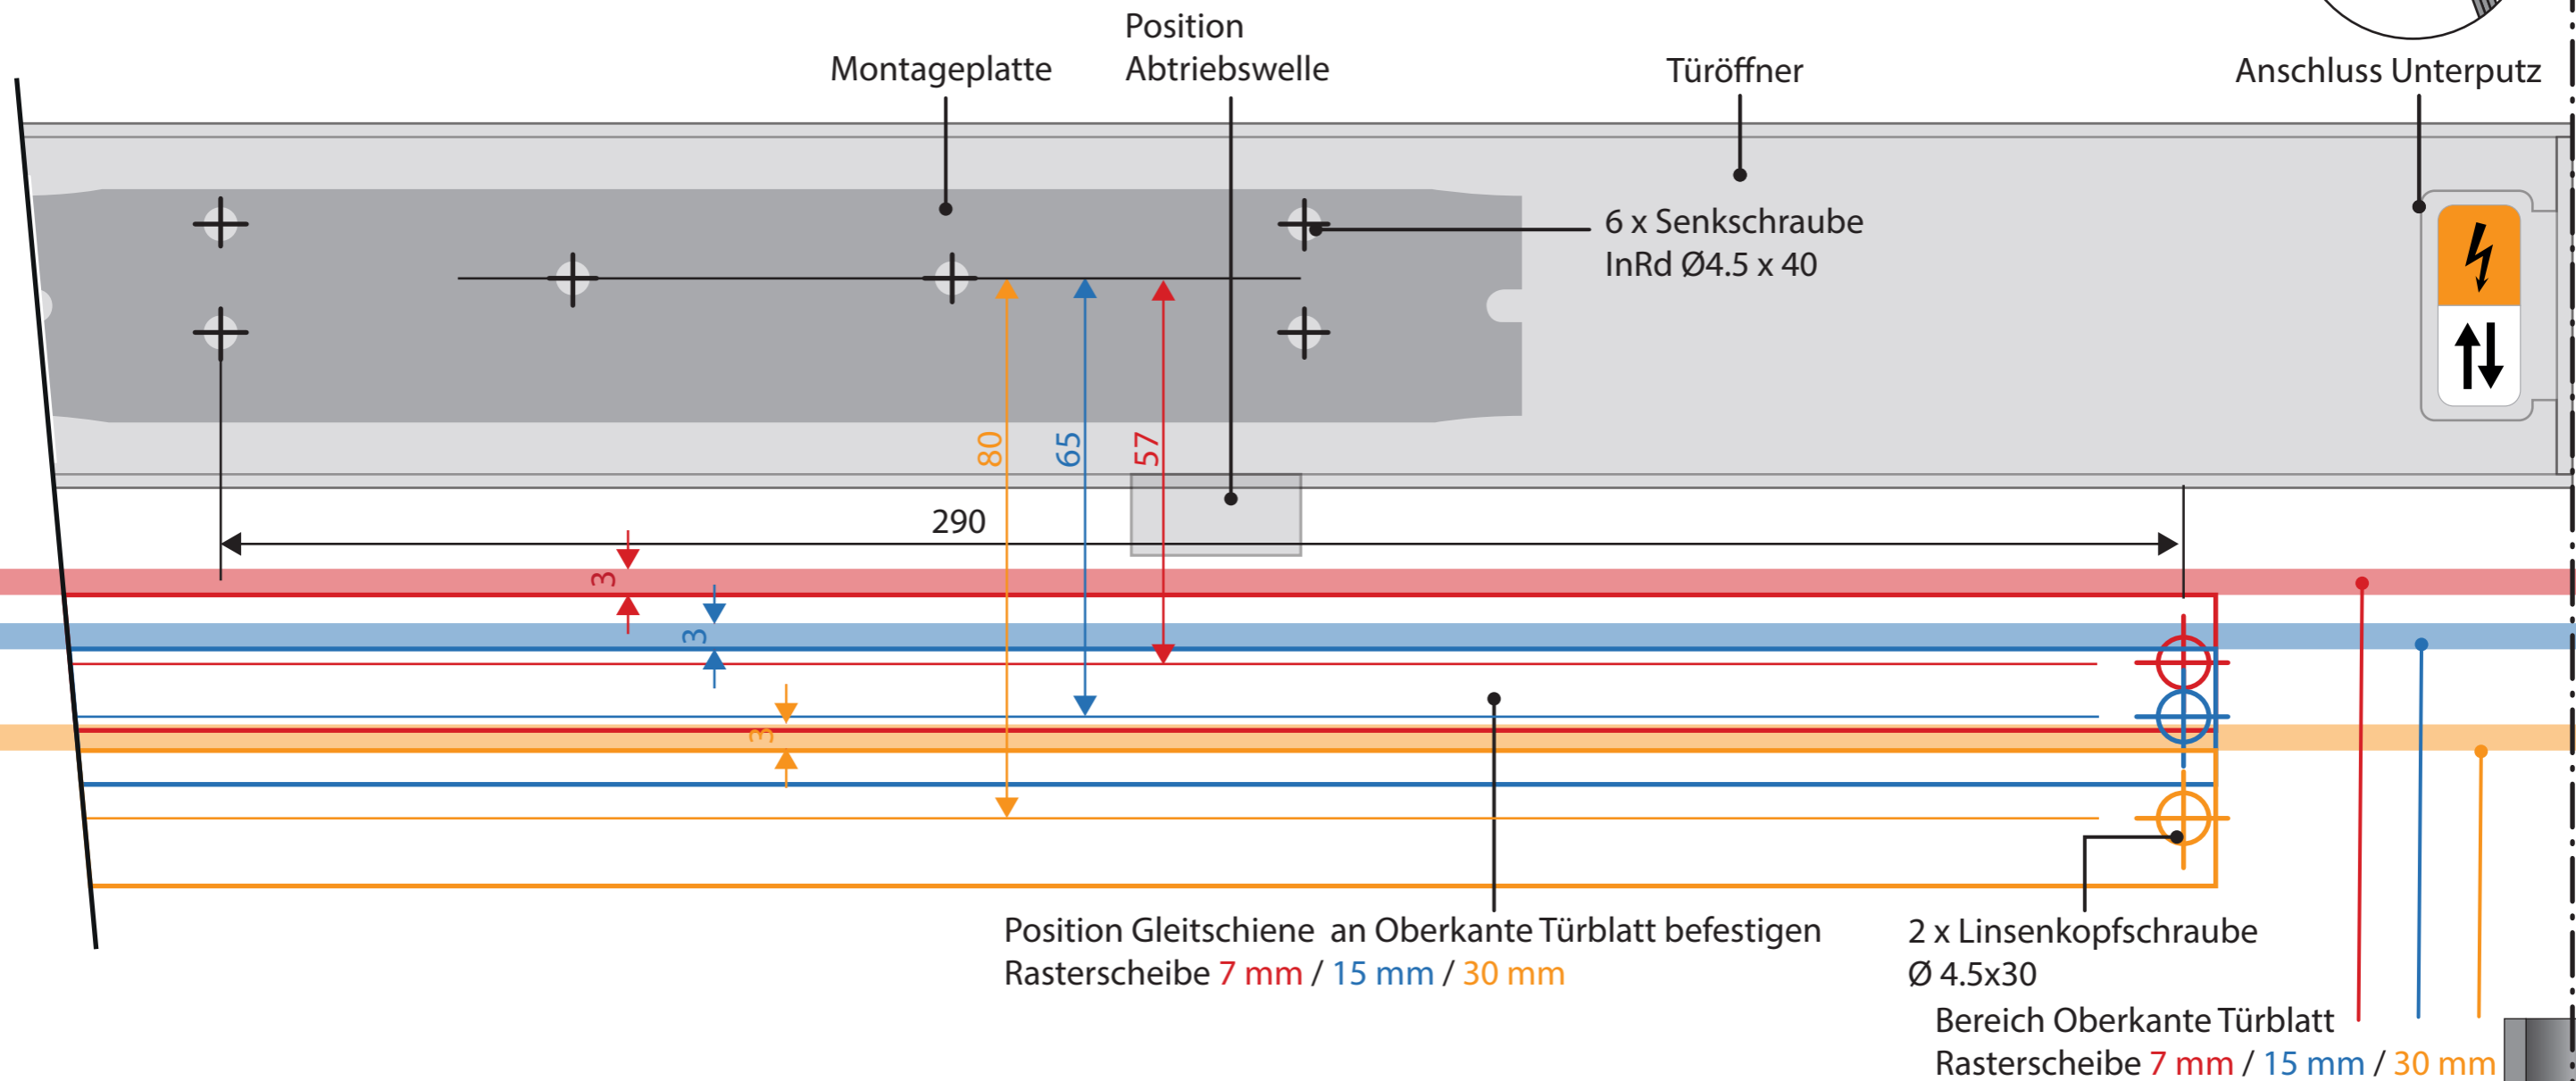 Position
Montageplatte
Abtriebswelle
Türöffner
Anschluss Unterputz
6 x Senkschraube
InRd Ø4.5 x 40
80
65
57
290
3
3
3
Position Gleitschiene an Oberkante Türblatt befestigen
Rasterscheibe 7 mm / 15 mm / 30 mm
2 x Linsenkopfschraube
Ø 4.5x30
Bereich Oberkante Türblatt
Rasterscheibe 7 mm / 15 mm / 30 mm